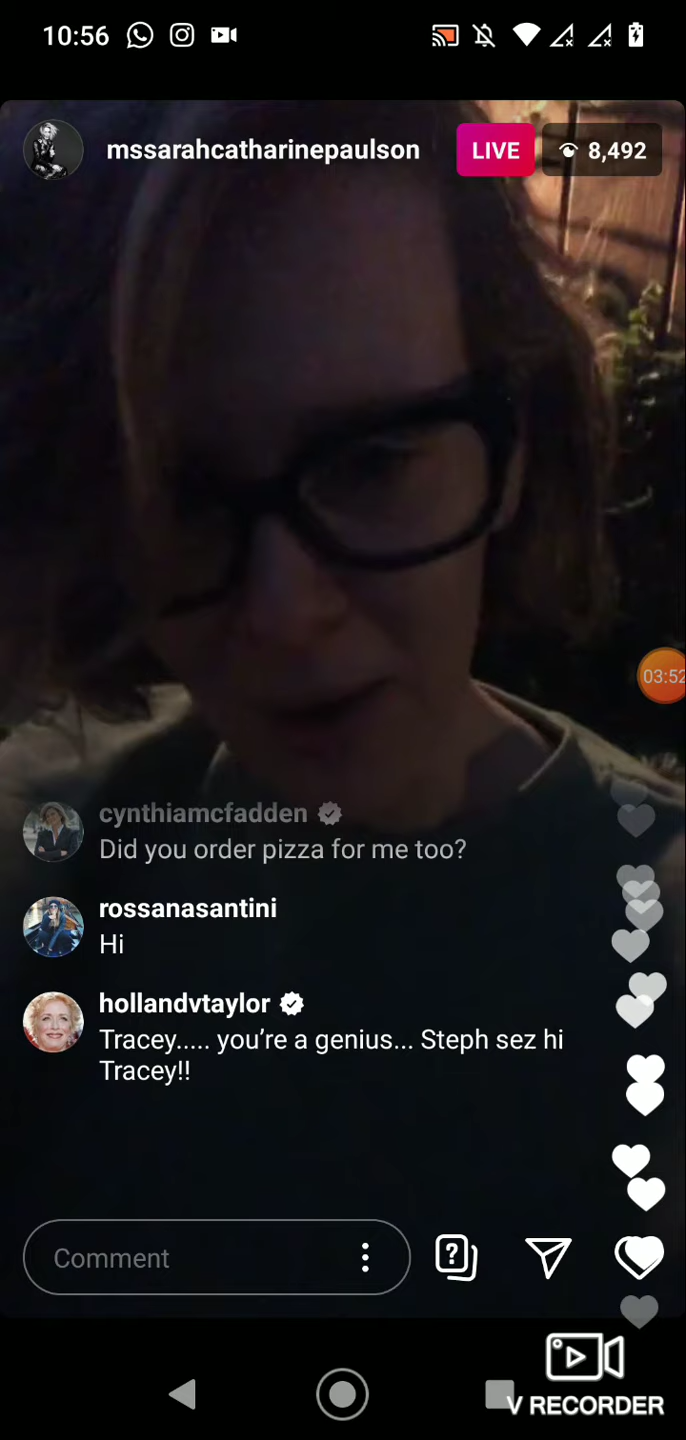 10:56
mssarahcatharinepaulson
LIVE
8,492
03:52
cynthiamcfadden
Did you order pizza for me too?
rossanasantini
Hi
hollandvtaylor
Tracey..... you’re a genius... Steph sez hi
Tracey!!
Comment
V RECORDER